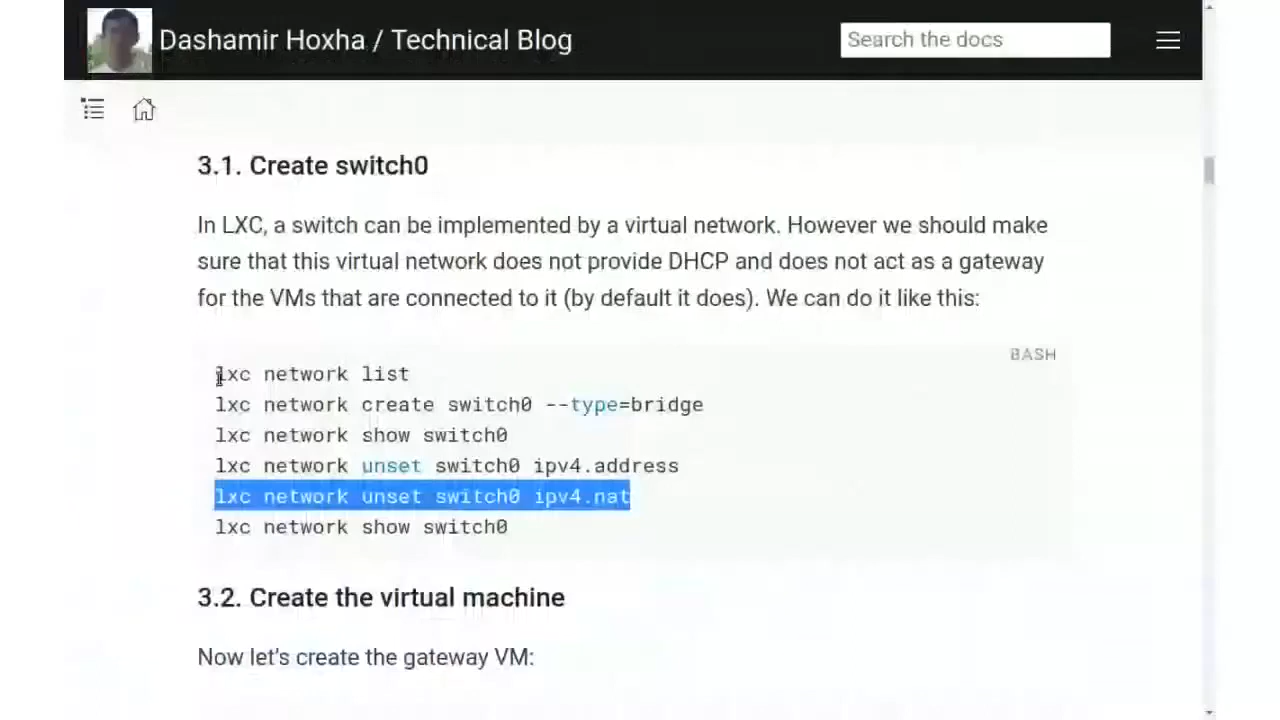 Dashamir Hoxha / Technical Blog
Search the docs
3.1. Create switch0
In LXC, a switch can be implemented by a virtual network. However we should make
sure that this virtual network does not provide DHCP and does not act as a gateway
for the VMs that are connected to it (by default it does). We can do it like this:
BASH
lxc network list
lxc network create switch0 --type=bridge
lxc network show switch0
lxc network unset switch0 ipv4.address
lxc network unset switch0 ipv4.nat
lxc network show switch0
3.2. Create the virtual machine
Now let’s create the gateway VM: